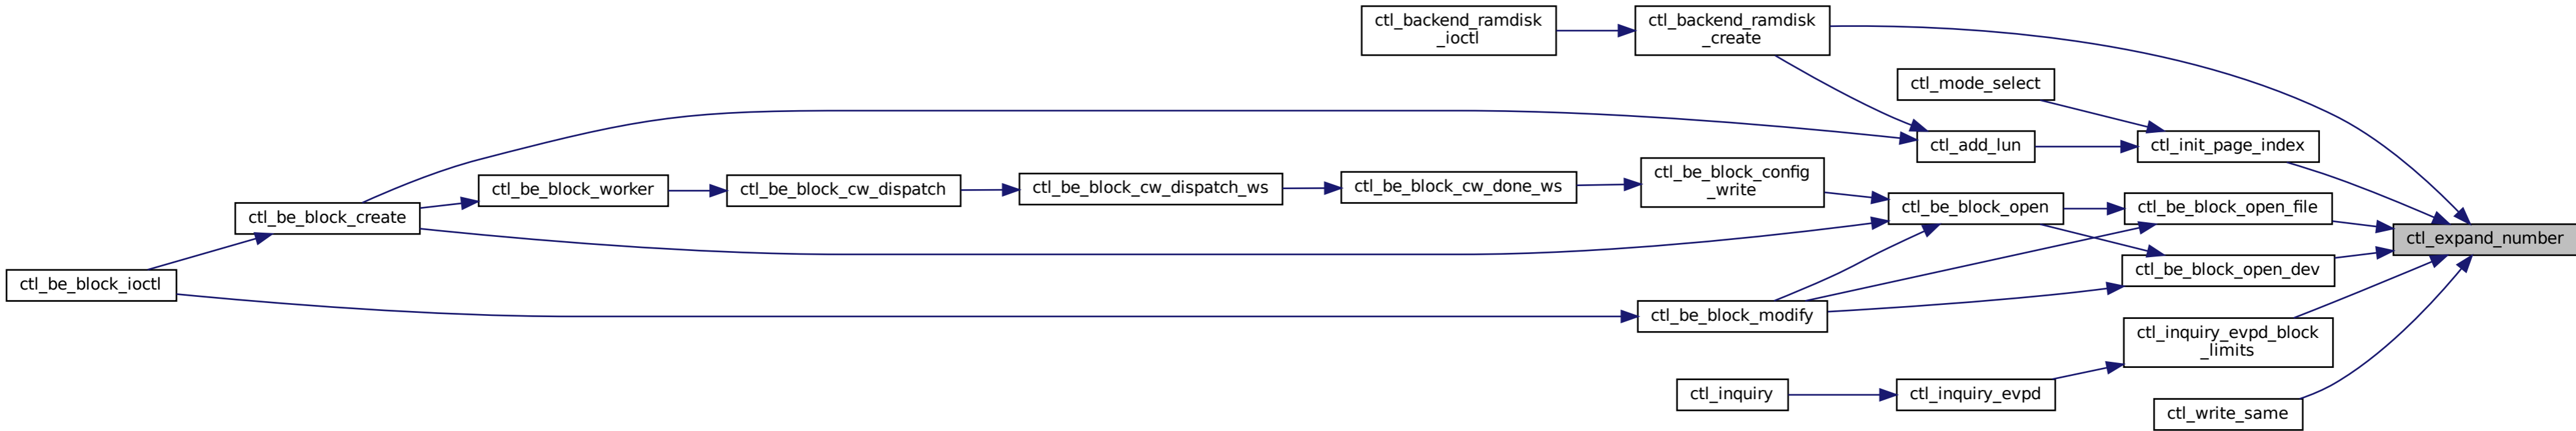 ctl_backend_ramdisk
_ioctl
ctl_backend_ramdisk
_create
ctl_mode_select
ctl_add_lun
ctl_init_page_index
ctl_be_block_create
ctl_be_block_worker
ctl_be_block_cw_dispatch
ctl_be_block_cw_dispatch_ws
ctl_be_block_cw_done_ws
ctl_be_block_config
_write
ctl_be_block_open
ctl_be_block_open_file
ctl_expand_number
ctl_be_block_ioctl
ctl_be_block_open_dev
ctl_be_block_modify
ctl_inquiry_evpd_block
_limits
ctl_inquiry
ctl_inquiry_evpd
ctl_write_same